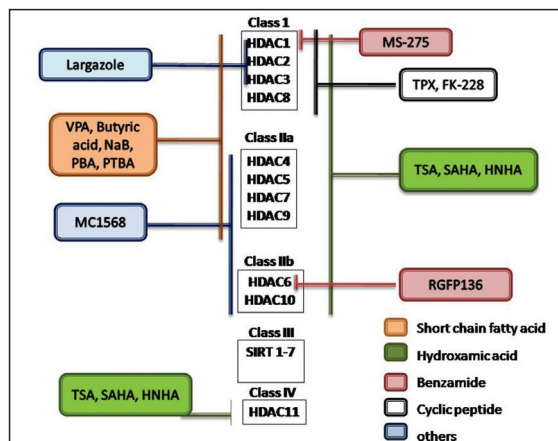 Class 1
HDAC1
HDAC2
HDAC3
HDAC8
MS-275
Largazole
TPX, FK-228
VPA, Butyric
acid, NaB,
PBA, PTBA
Class IIa
HDAC4
HDAC5
HDAC7
HDAC9
TSA, SAHA, HNHA
MC1568
Class IIb
HDAC6
HDAC10
RGFP136
Class III
SIRT 1-7
Class IV
HDAC11
TSA, SAHA, HNHA
Short chain fatty acid
Hydroxamic acid
Benzamide
Cyclic peptide
others